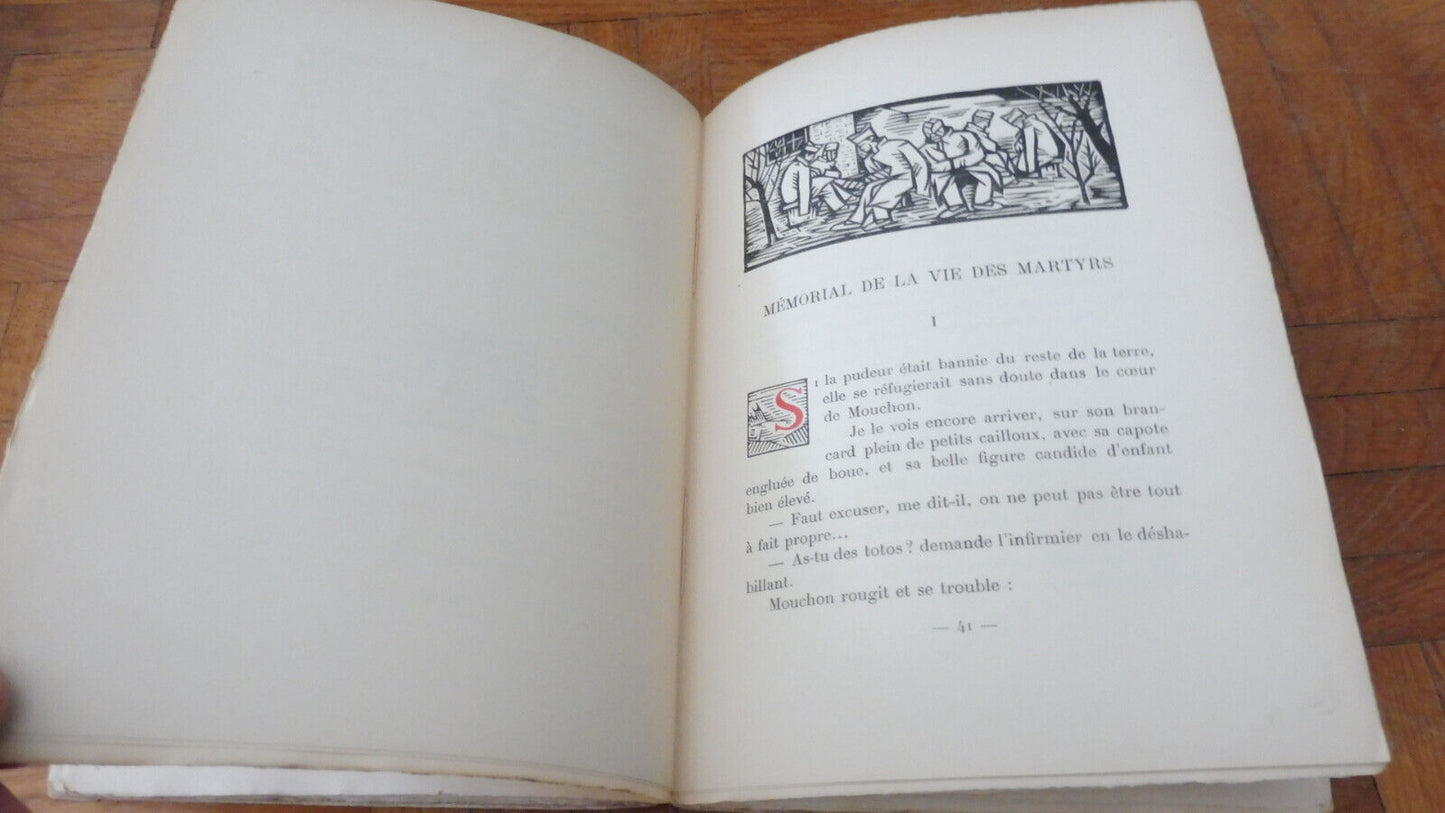 MÉMORIAL DE LA VIE DES MARTYRS
I
SI la pudeur était bannie du reste de la terre,
elle se réfugierait sans doute dans le cœur
de Mouchon.
Je le vois encore arriver, sur son bran-
card plein de petits cailloux, avec sa capote
engluée de boue, et sa belle figure candide d'enfant
bien élevé.
— Faut excuser, me dit-il, on ne peut pas être tout
à fait propre...
— As-tu des totos ? demande l'infirmier en le désha-
billant.
Mouchon rougit et se trouble :
— 41 —